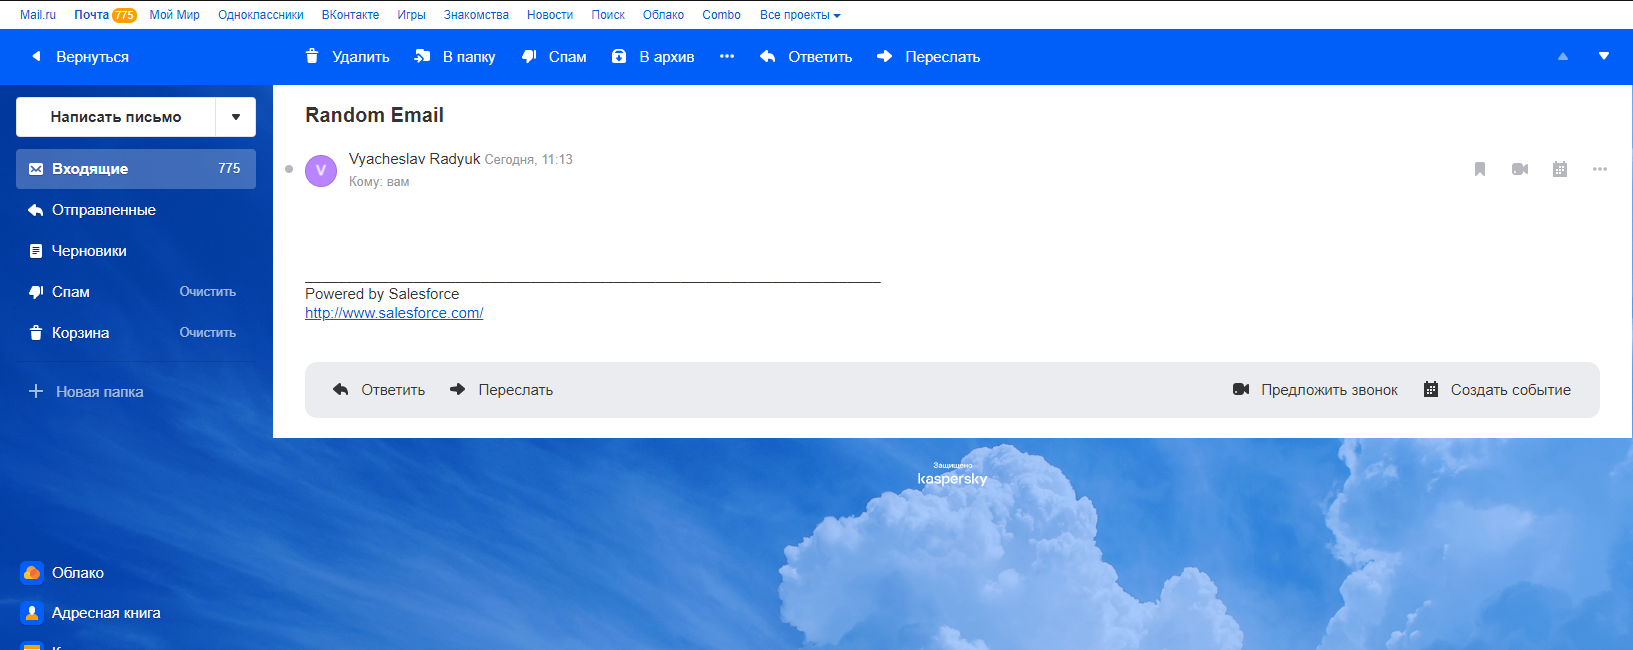 Mail.ru Почта 775 Мой Мир Одноклассники ВКонтакте Игры Знакомства Новости Поиск Облако Combo Все проекты
Вернуться Удалить В папку Спам В архив Ответить Переслать
Написать письмо
Random Email
Входящие 775
V Vyacheslav Radyuk Сегодня, 11:13
Кому: вам
Отправленные
Черновики
Спам Очистить
Корзина Очистить
Новая папка
Powered by Salesforce
http://www.salesforce.com/
Ответить Переслать Предложить звонок Создать событие
Защищено
kaspersky
Облако
Адресная книга